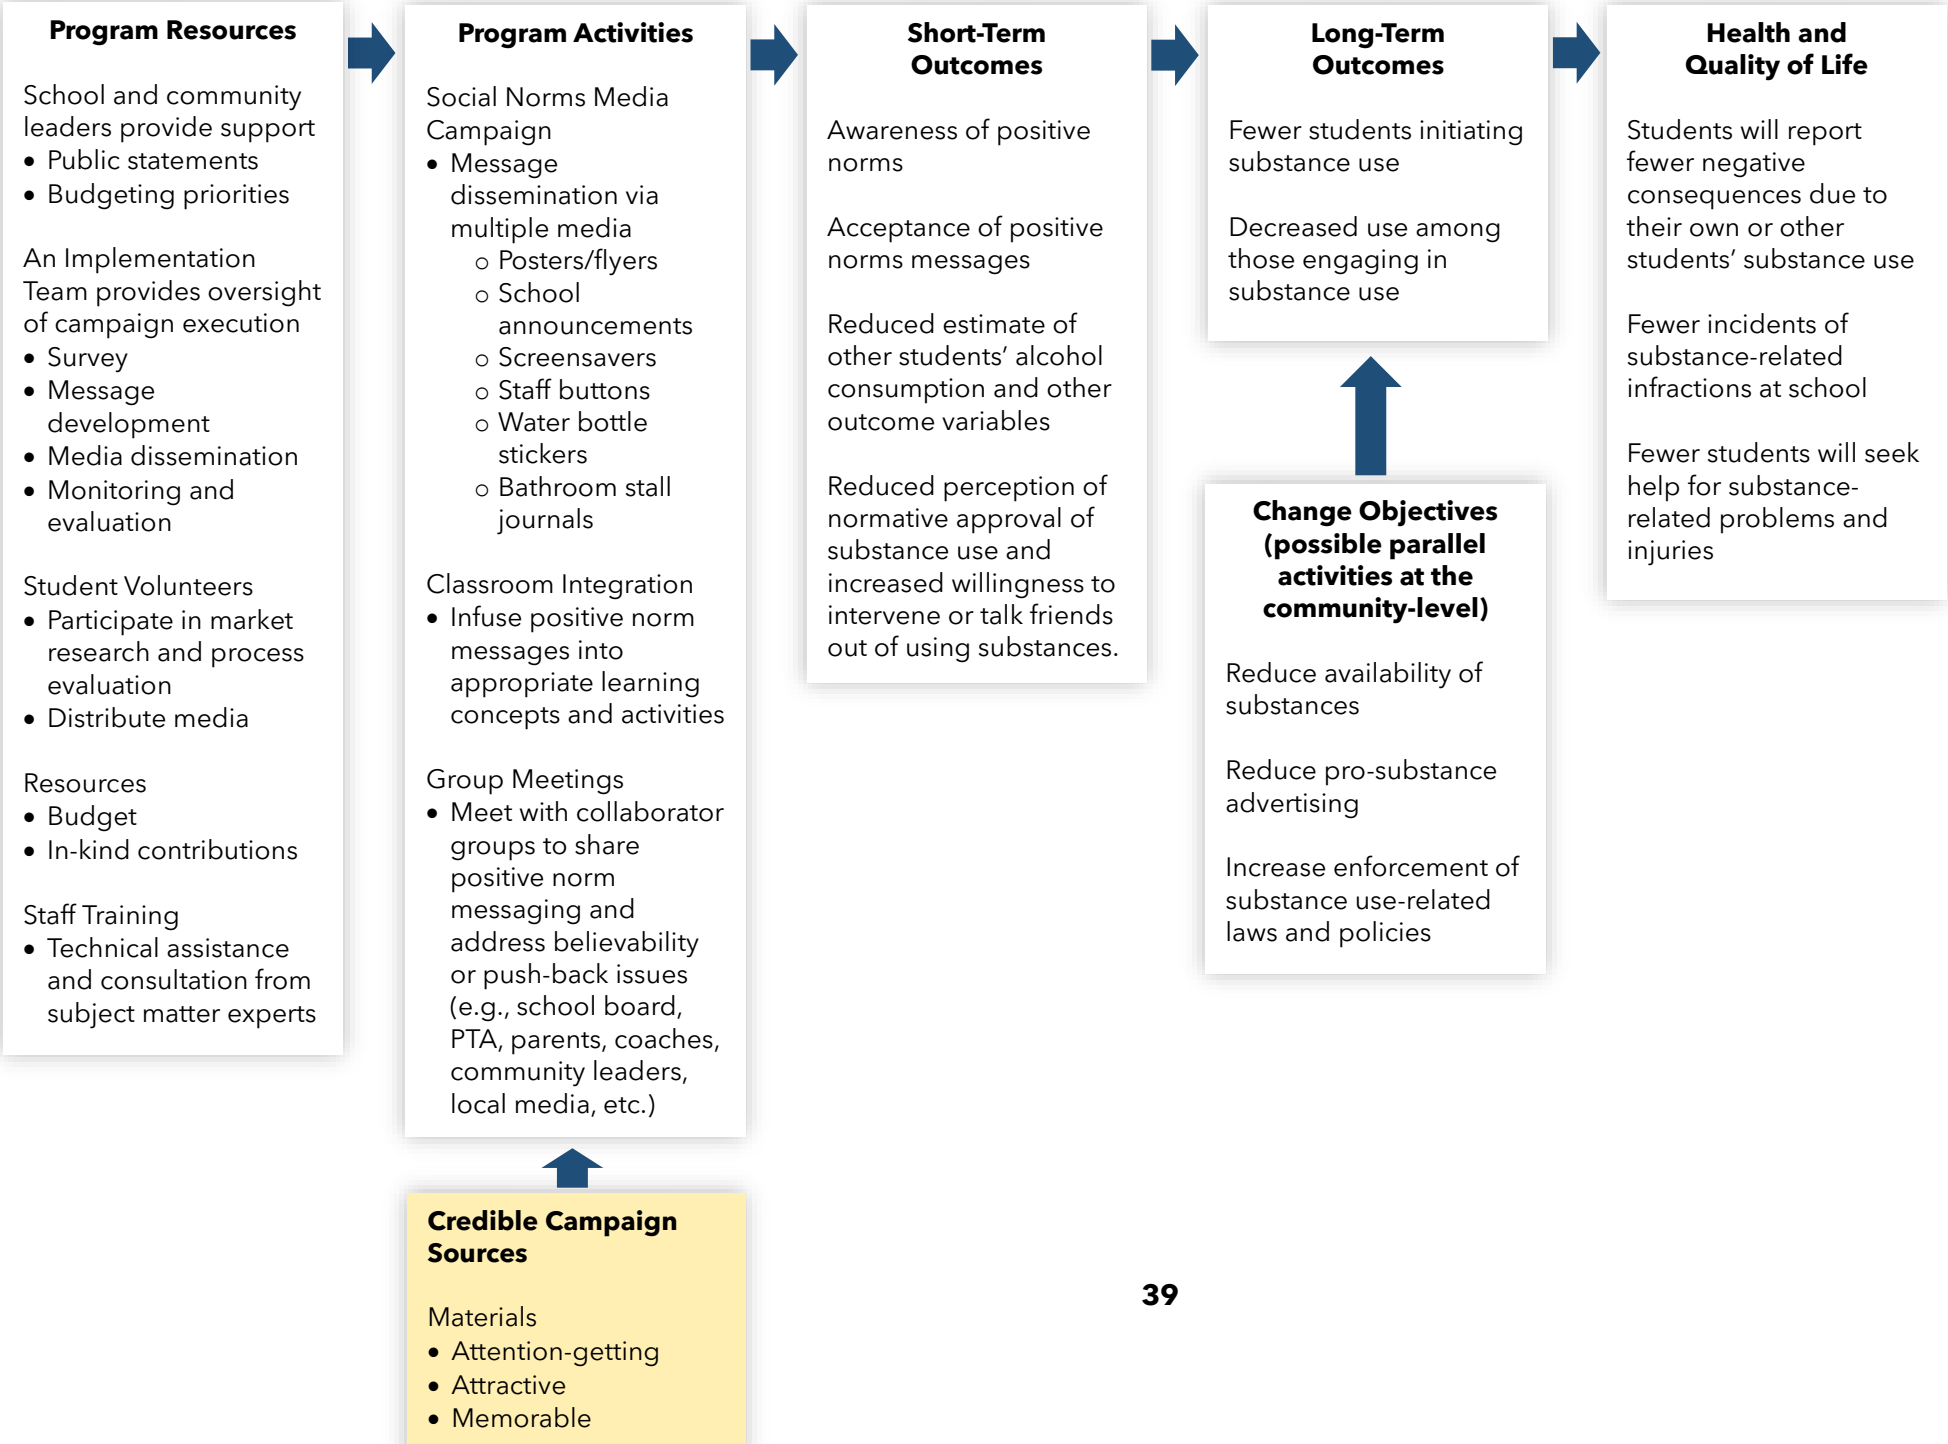 Program Resources
School and community
leaders provide support
• Public statements
• Budgeting priorities
An Implementation
Team provides oversight
of campaign execution
• Survey
• Message
development
• Media dissemination
• Monitoring and
evaluation
Student Volunteers
• Participate in market
research and process
evaluation
• Distribute media
Resources
• Budget
• In-kind contributions
Staff Training
• Technical assistance
and consultation from
subject matter experts
Program Activities
Social Norms Media
Campaign
• Message
dissemination via
multiple media
o Posters/flyers
o School
announcements
o Screensavers
o Staff buttons
o Water bottle
stickers
o Bathroom stall
journals
Classroom Integration
• Infuse positive norm
messages into
appropriate learning
concepts and activities
Group Meetings
• Meet with collaborator
groups to share
positive norm
messaging and
address believability
or push-back issues
(e.g., school board,
PTA, parents, coaches,
community leaders,
local media, etc.)
Credible Campaign
Sources
Materials
• Attention-getting
• Attractive
• Memorable
Short-Term
Outcomes
Awareness of positive
norms
Acceptance of positive
norms messages
Reduced estimate of
other students’ alcohol
consumption and other
outcome variables
Reduced perception of
normative approval of
substance use and
increased willingness to
intervene or talk friends
out of using substances.
Long-Term
Outcomes
Fewer students initiating
substance use
Decreased use among
those engaging in
substance use
Change Objectives
(possible parallel
activities at the
community-level)
Reduce availability of
substances
Reduce pro-substance
advertising
Increase enforcement of
substance use-related
laws and policies
Health and
Quality of Life
Students will report
fewer negative
consequences due to
their own or other
students’ substance use
Fewer incidents of
substance-related
infractions at school
Fewer students will seek
help for substance-
related problems and
injuries
39